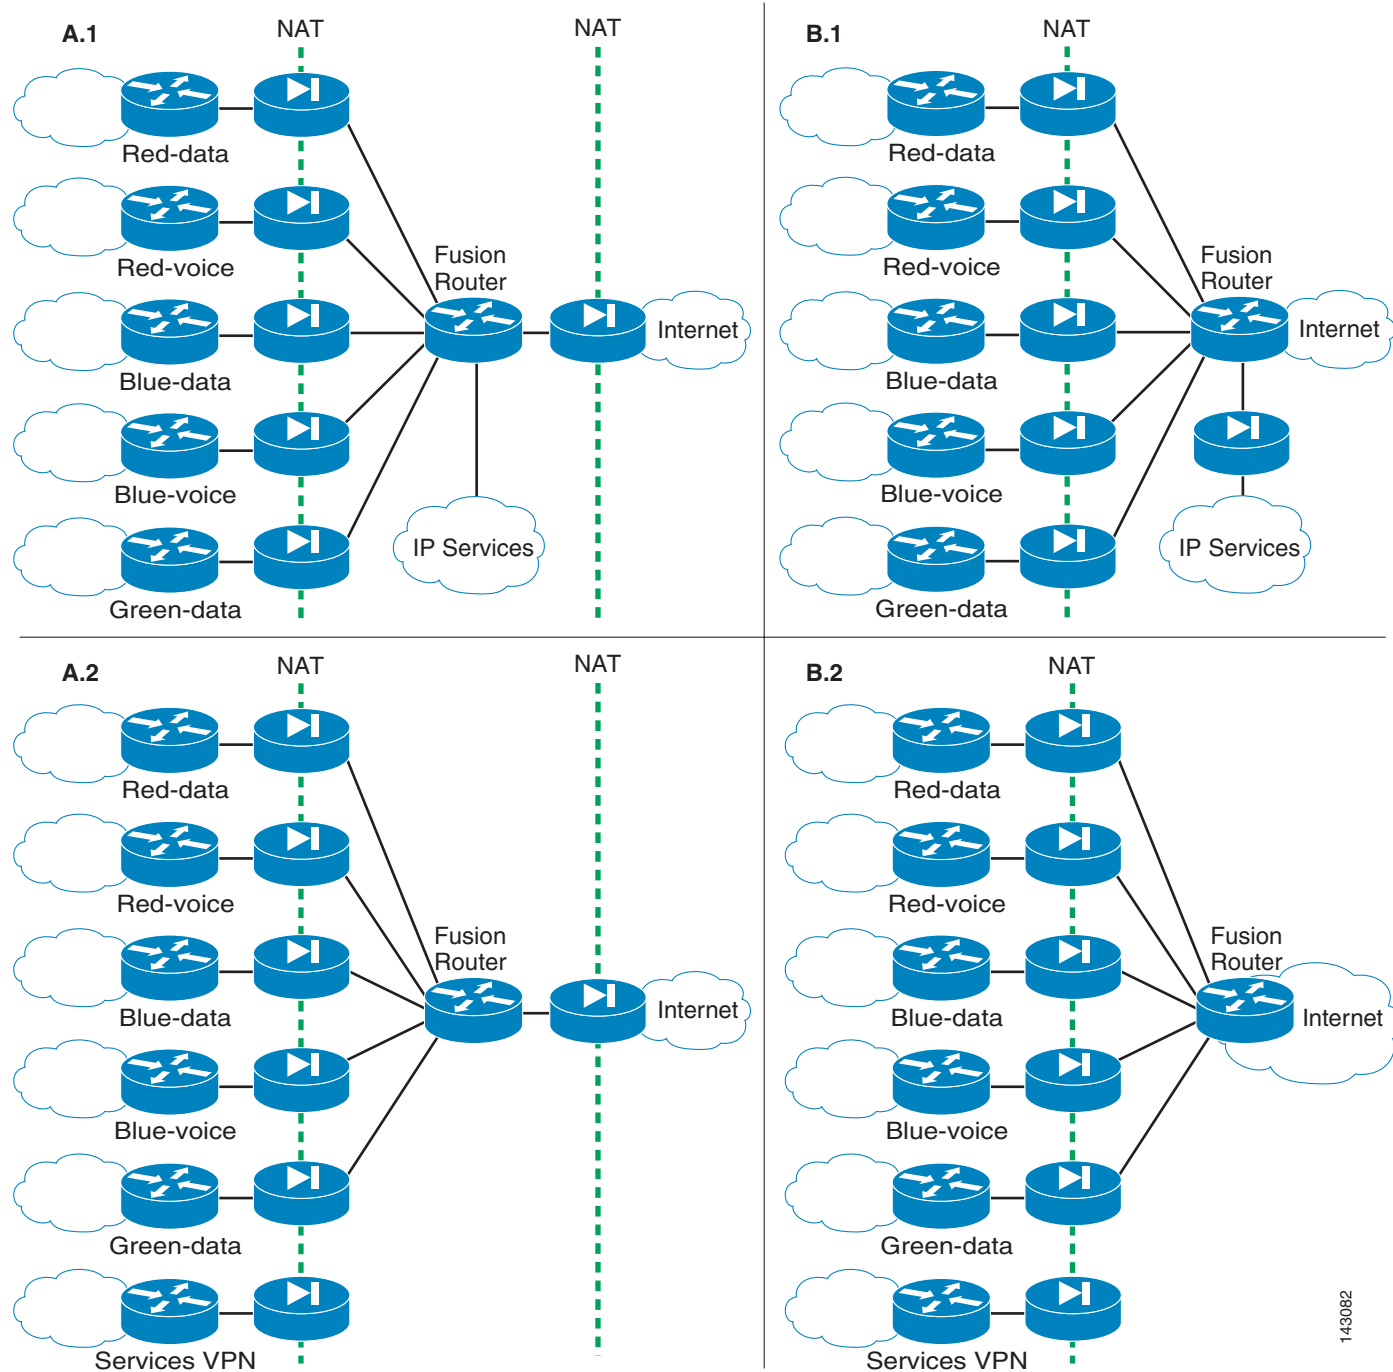 A.1
NAT
NAT
Red-data
Red-voice
Fusion
Router
Blue-data
Internet
Blue-voice
IP Services
Green-data
B.1
NAT
Red-data
Red-voice
Fusion
Router
Blue-data
Internet
Blue-voice
IP Services
Green-data
A.2
NAT
NAT
Red-data
Red-voice
Fusion
Router
Blue-data
Internet
Blue-voice
Green-data
Services VPN
B.2
NAT
Red-data
Red-voice
Fusion
Router
Blue-data
Internet
Blue-voice
Green-data
Services VPN
143082